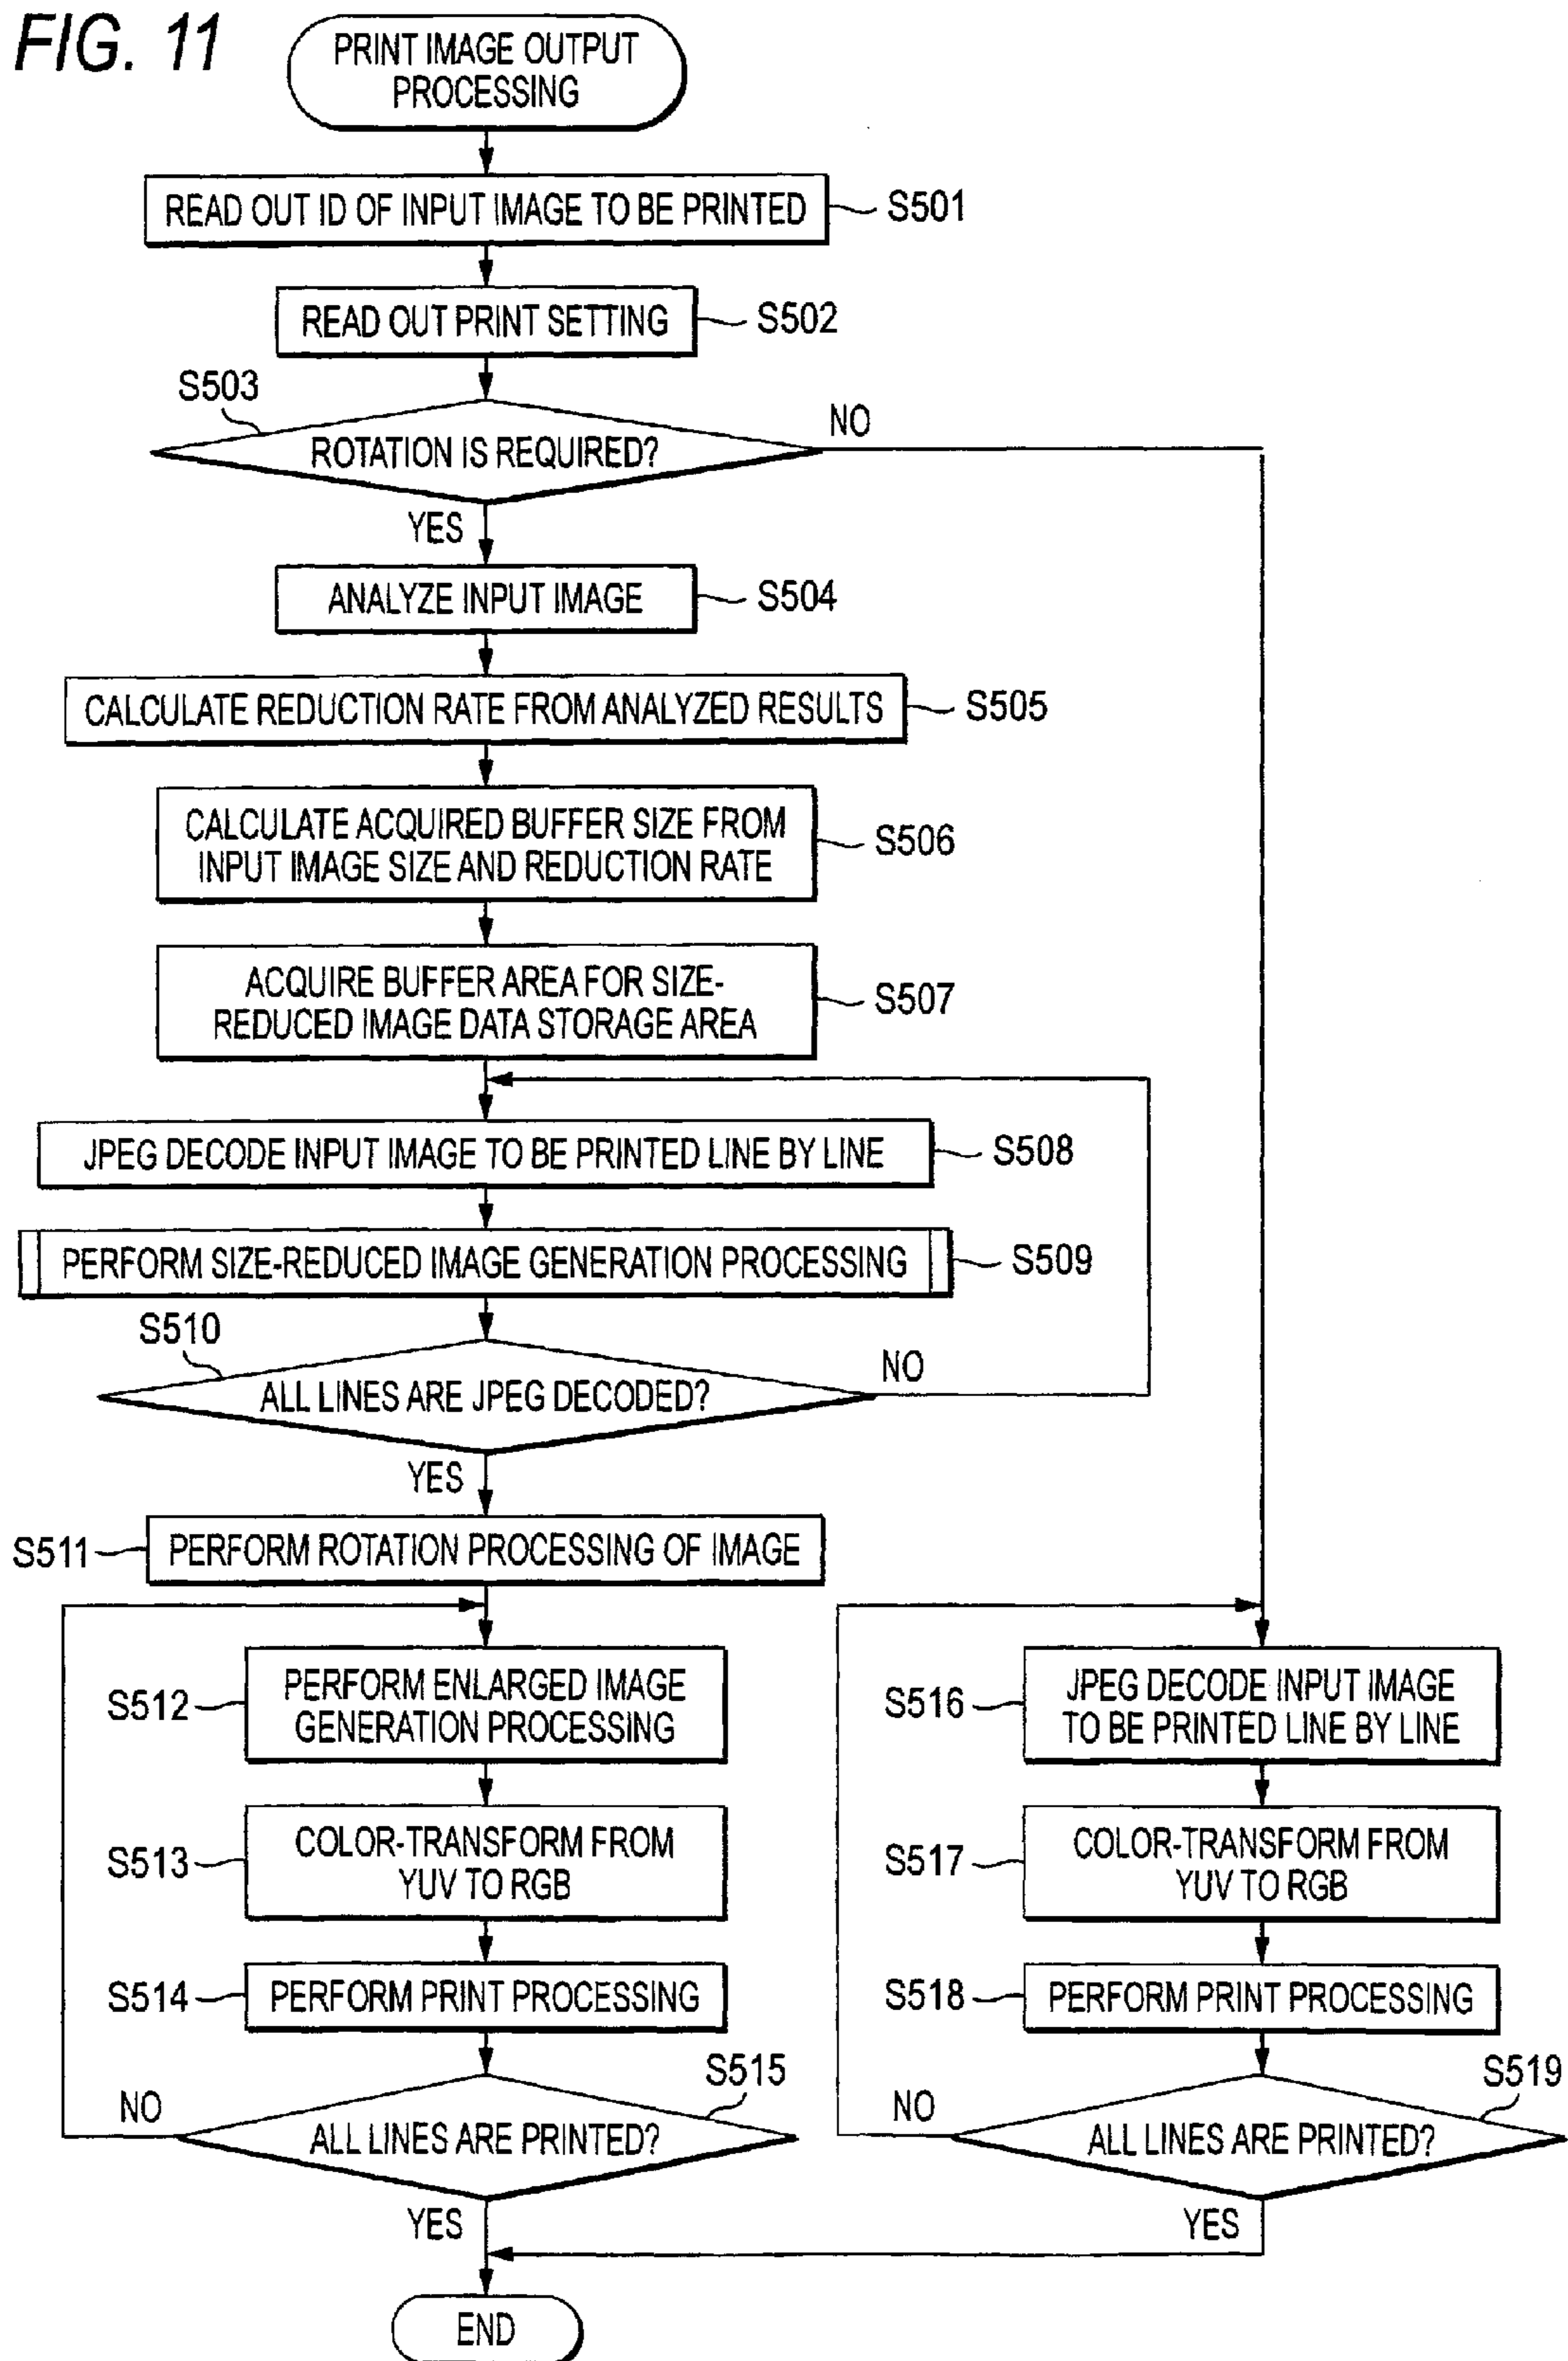 FIG. 11
PRINT IMAGE OUTPUT
PROCESSING
READ OUT ID OF INPUT IMAGE TO BE PRINTED
S501
READ OUT PRINT SETTING
S502
S503
ROTATION IS REQUIRED?
NO
YES
ANALYZE INPUT IMAGE
S504
CALCULATE REDUCTION RATE FROM ANALYZED RESULTS
S505
CALCULATE ACQUIRED BUFFER SIZE FROM
INPUT IMAGE SIZE AND REDUCTION RATE
S506
ACQUIRE BUFFER AREA FOR SIZE-
REDUCED IMAGE DATA STORAGE AREA
S507
JPEG DECODE INPUT IMAGE TO BE PRINTED LINE BY LINE
S508
PERFORM SIZE-REDUCED IMAGE GENERATION PROCESSING
S509
S510
ALL LINES ARE JPEG DECODED?
NO
YES
S511
PERFORM ROTATION PROCESSING OF IMAGE
S512
PERFORM ENLARGED IMAGE
GENERATION PROCESSING
S513
COLOR-TRANSFORM FROM
YUV TO RGB
S514
PERFORM PRINT PROCESSING
S515
NO
ALL LINES ARE PRINTED?
YES
S516
JPEG DECODE INPUT IMAGE
TO BE PRINTED LINE BY LINE
S517
COLOR-TRANSFORM FROM
YUV TO RGB
S518
PERFORM PRINT PROCESSING
S519
NO
ALL LINES ARE PRINTED?
YES
END